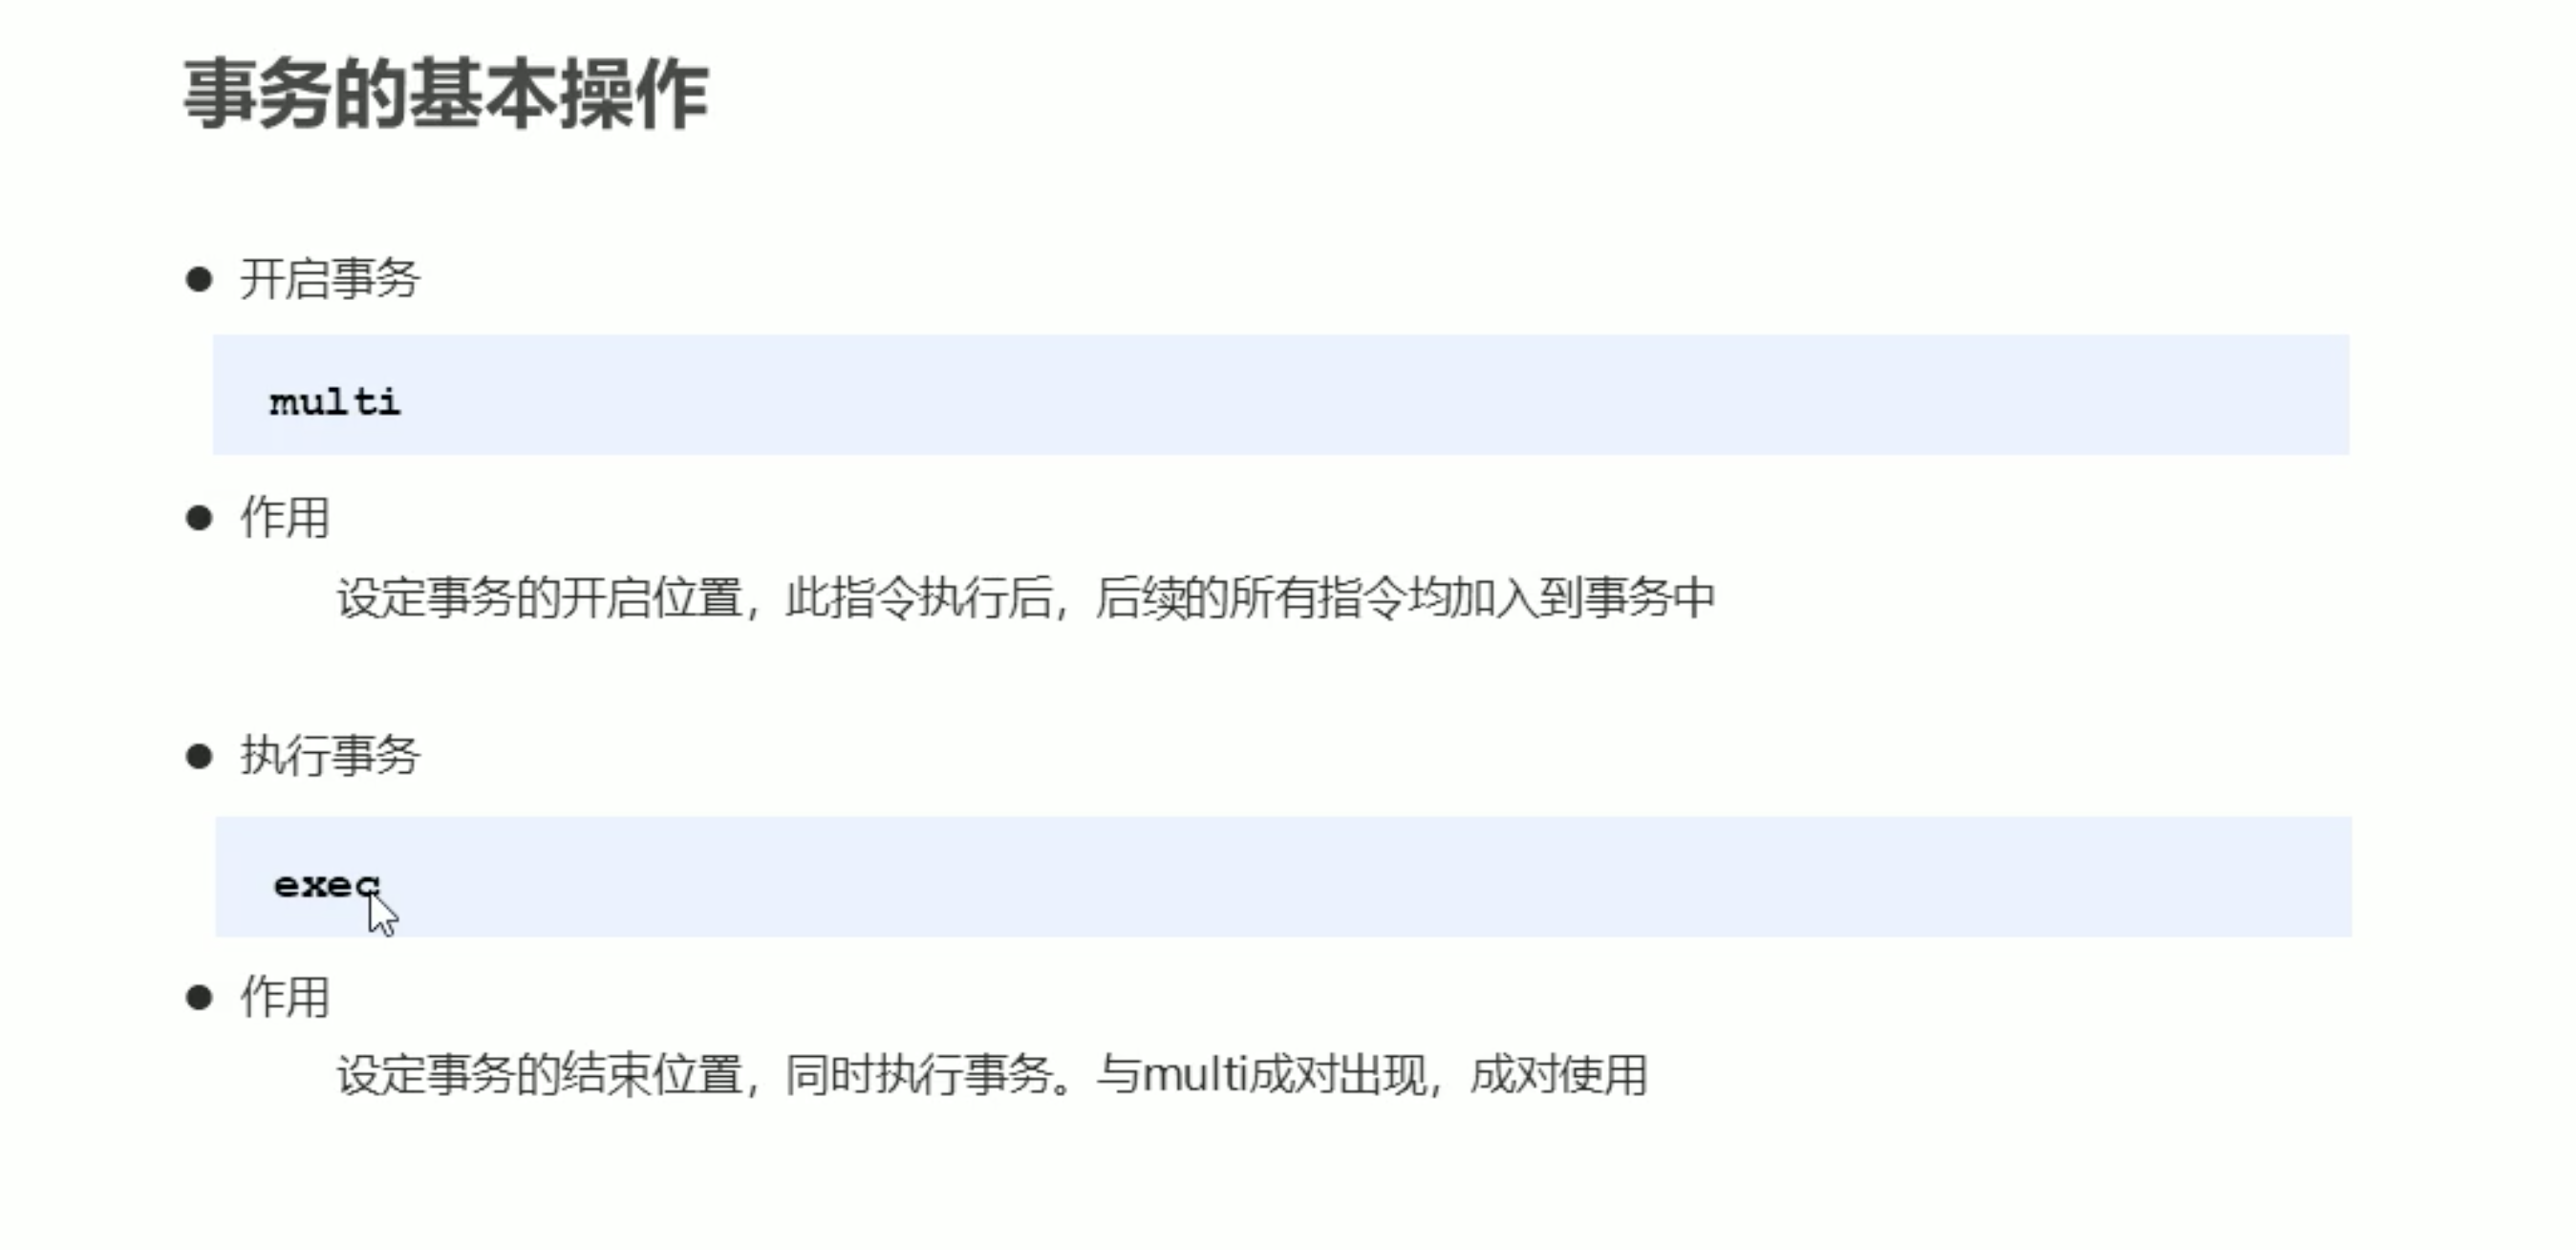 事务的基本操作
● 开启事务
multi
● 作用
设定事务的开启位置，此指令执行后，后续的所有指令均加入到事务中
● 执行事务
exec
● 作用
设定事务的结束位置，同时执行事务。与multi成对出现，成对使用